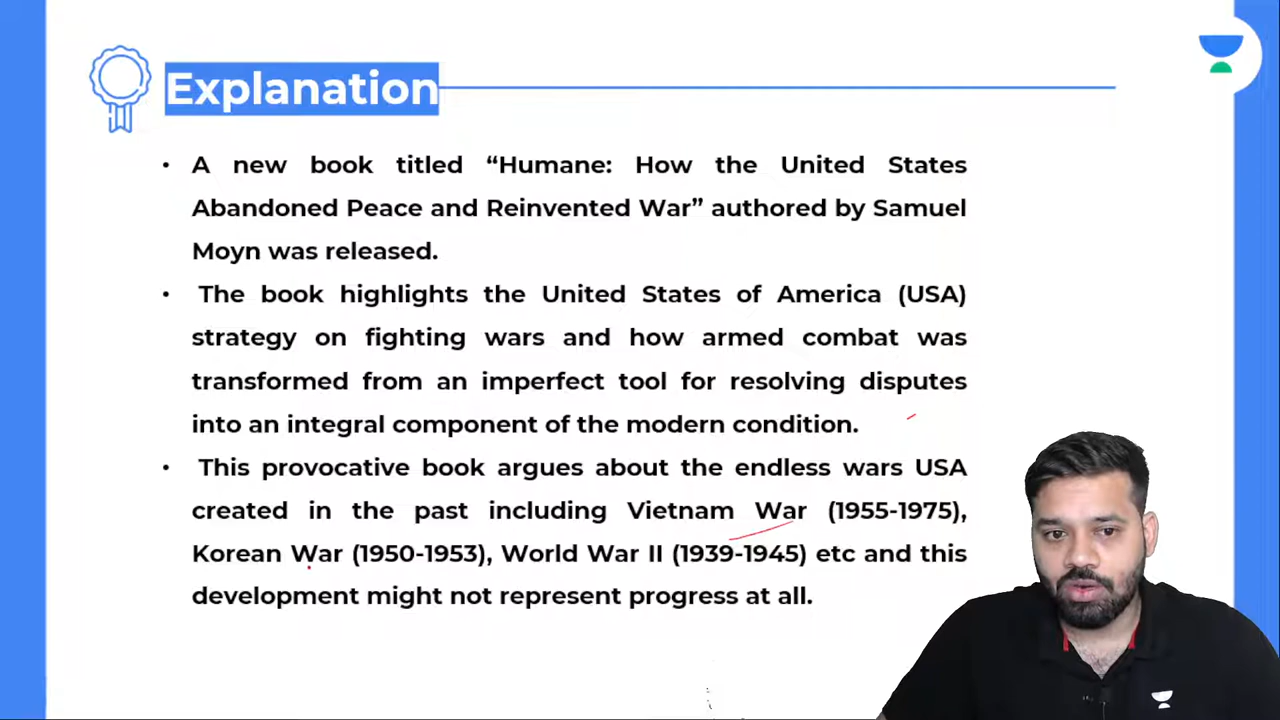 Explanation
• A new book titled “Humane: How the United States
Abandoned Peace and Reinvented War” authored by Samuel
Moyn was released.
• The book highlights the United States of America (USA)
strategy on fighting wars and how armed combat was
transformed from an imperfect tool for resolving disputes
into an integral component of the modern condition.
• This provocative book argues about the endless wars USA
created in the past including Vietnam War (1955-1975),
Korean War (1950-1953), World War II (1939-1945) etc and this
development might not represent progress at all.